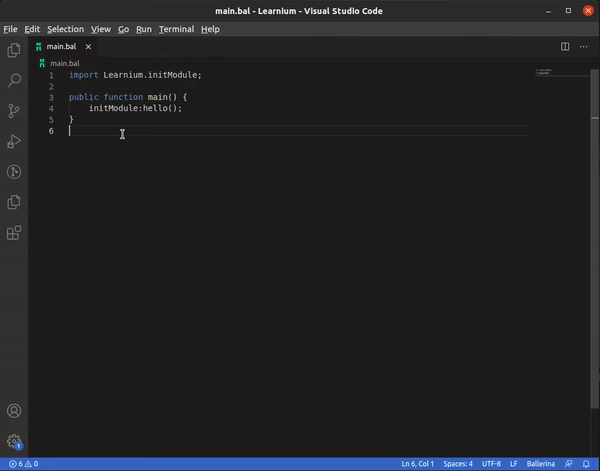 main.bal - Learnium - Visual Studio Code
File Edit Selection View Go Run Terminal Help
main.bal
main.bal
1 import Learnium.initModule;
2
3 public function main() {
4 initModule:hello();
5 }
6
1
6 0 Ln 6, Col 1 Spaces: 4 UTF-8 LF Ballerina